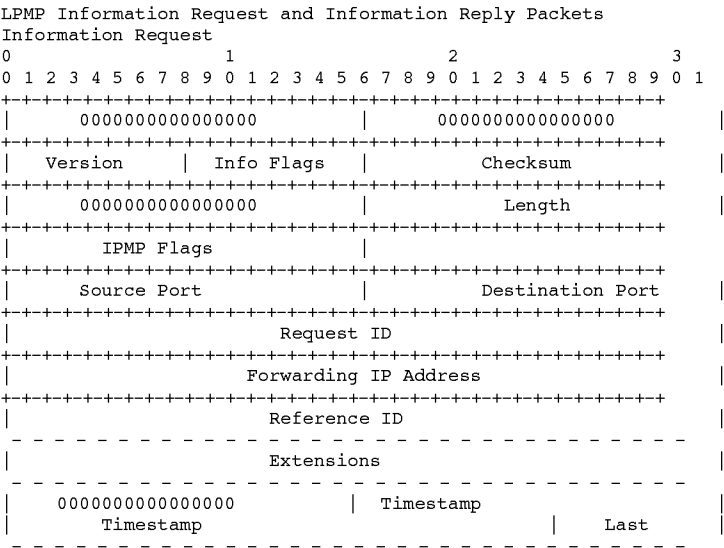 LPMP Information Request and Information Reply Packets
Information Request
0 1 2 3
0 1 2 3 4 5 6 7 8 9 0 1 2 3 4 5 6 7 8 9 0 1 2 3 4 5 6 7 8 9 0 1
+-+-+-+-+-+-+-+-+-+-+-+-+-+-+-+-+-+-+-+-+-+-+-+-+-+-+-+-+-+-+
| 0000000000000000 | 0000000000000000 |
+-+-+-+-+-+-+-+-+-+-+-+-+-+-+-+-+-+-+-+-+-+-+-+-+-+-+-+-+-+-+
| Version | Info Flags | Checksum |
+-+-+-+-+-+-+-+-+-+-+-+-+-+-+-+-+-+-+-+-+-+-+-+-+-+-+-+-+-+-+
| 0000000000000000 | Length |
+-+-+-+-+-+-+-+-+-+-+-+-+-+-+-+-+-+-+-+-+-+-+-+-+-+-+-+-+-+-+
| IPMP Flags |
+-+-+-+-+-+-+-+-+-+-+-+-+-+-+-+-+-+-+-+-+-+-+-+-+-+-+-+-+-+-+
| Source Port | Destination Port |
+-+-+-+-+-+-+-+-+-+-+-+-+-+-+-+-+-+-+-+-+-+-+-+-+-+-+-+-+-+-+
| Request ID |
+-+-+-+-+-+-+-+-+-+-+-+-+-+-+-+-+-+-+-+-+-+-+-+-+-+-+-+-+-+-+
| Forwarding IP Address |
+-+-+-+-+-+-+-+-+-+-+-+-+-+-+-+-+-+-+-+-+-+-+-+-+-+-+-+-+-+-+
| Reference ID |
- - - - - - - - - - - - - - - - - - - - - - - - - - - - - - - -
| Extensions |
- - - - - - - - - - - - - - - - - - - - - - - - - - - - - - - -
| 0000000000000000 | Timestamp |
| Timestamp | Last |
- - - - - - - - - - - - - - - - - - - - - - - - - - - - - - - -